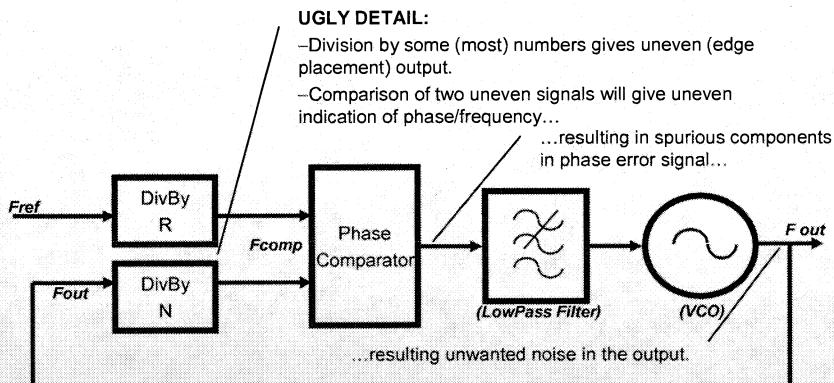 UGLY DETAIL:
–Division by some (most) numbers gives uneven (edge
placement) output.
–Comparison of two uneven signals will give uneven
indication of phase/frequency…
…resulting in spurious components
in phase error signal…
Fref
DivBy
R
Fcomp
Phase
Comparator
F out
Fout
DivBy
N
(LowPass Filter)
(VCO)
…resulting unwanted noise in the output.